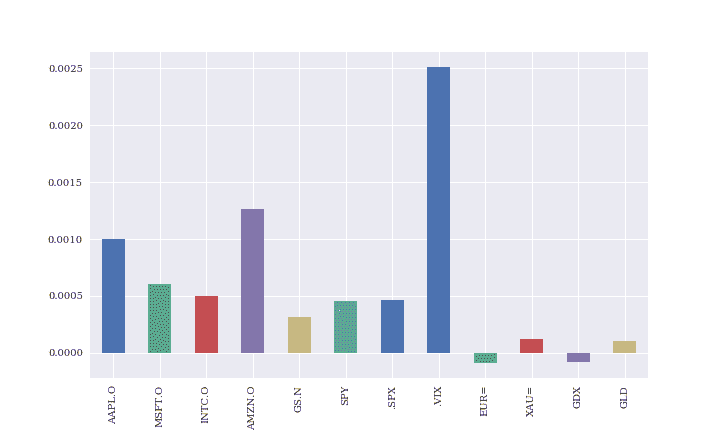 0.0025
0.0020
0.0015
0.0010
0.0005
0.0000
AAPL.O
MSFT.O
INTC.O
AMZN.O
GS.N
SPY
.SPX
.VIX
EUR=
XAU=
GDX
GLD